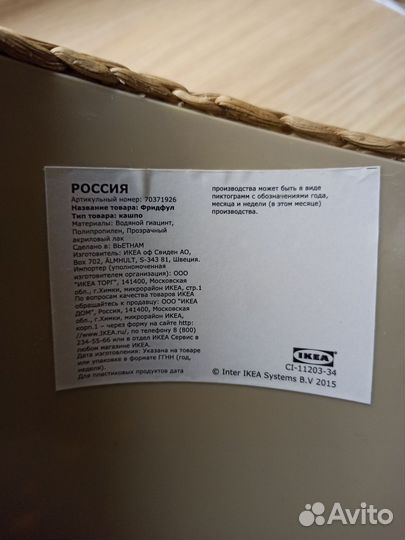 РОССИЯ
Артикульный номер: 70371926
Название товара: Фридфул
Тип товара: кашпо
Материалы: Водяной гиацинт,
Полипропилен, Прозрачный
акриловый лак
Сделано в: ВЬЕТНАМ
Изготовитель: ИКЕА оф Свиден АО,
Box 702, ÄLMHULT, S-343 81, Швеция.
Импортер (уполномоченная
изготовителем организация): ООО
"ИКЕА ТОРГ", 141400, Московская
обл., г.Химки, микрорайон ИКЕА, стр.1
По вопросам качества товаров ИКЕА
обращайтесь к продавцу: ООО "ИКЕА
ДОМ", Россия, 141400, Московская
обл., г.Химки, микрорайон ИКЕА,
корп.1 – через форму на сайте http:
//www.IKEA.ru/, по телефону 8 (800)
234-55-66 или в отдел ИКЕА Сервис в
любом магазине ИКЕА.
Дата изготовления: Указана на товаре
или упаковке в формате ГГНН (год,
неделя).
Для пластиковых продуктов дата
производства может быть в виде
пиктограмм с обозначениями года,
месяца и недели (в этом месяце)
производства.
IKEA
CI-11203-34
© Inter IKEA Systems B.V 2015
Avito